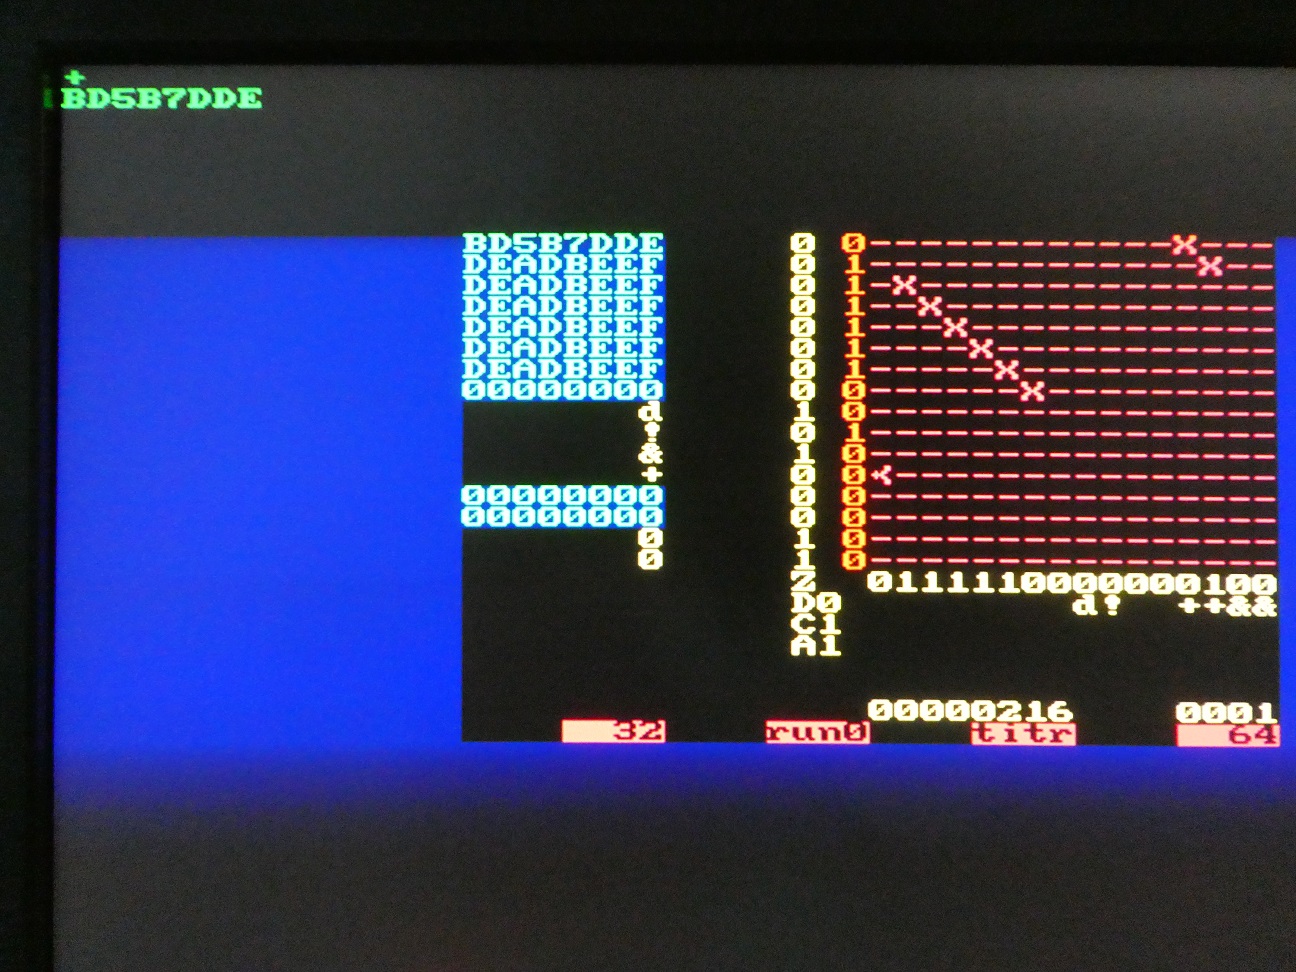 +
BD5B7DDE
BD5B7DDE 0 0-------------X---
DEADBEEF 0 1--------------X--
DEADBEEF 0 1--X--------------
DEADBEEF 0 1---X-------------
DEADBEEF 0 1----X------------
DEADBEEF 0 1-----X-----------
DEADBEEF 0 1------X----------
00000000 0 0-------X---------
d 1 0----------------
! 0 1----------------
& 1 0----------------
+ 0 0----------------
00000000 0 0----------------
00000000 0 0----------------
0 1 0----------------
0 1 0----------------
Z 0111110000000100
D0 d! ++&&
C1
A1
00000216 0001
32 run0 titr 64